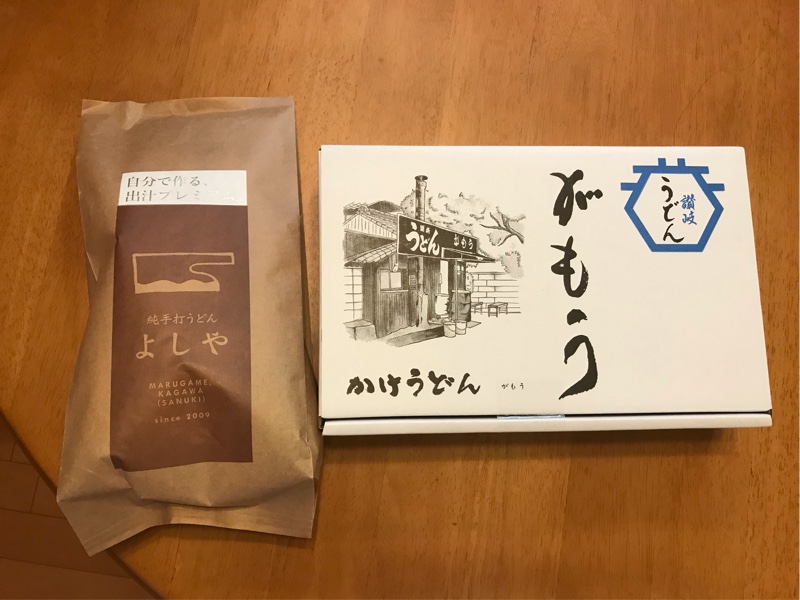 自分で作る、
出汁プレミアム
純手打うどん
よしや
MARUGAME,
KAGAWA
(SANUKI)
since 2009
うどん
がもう
かけうどん
がもう
がもう
讃岐
うどん